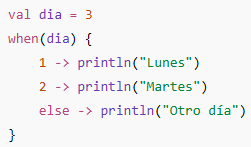 val dia = 3
when(dia) {
    1 -> println("Lunes")
    2 -> println("Martes")
    else -> println("Otro día")
}